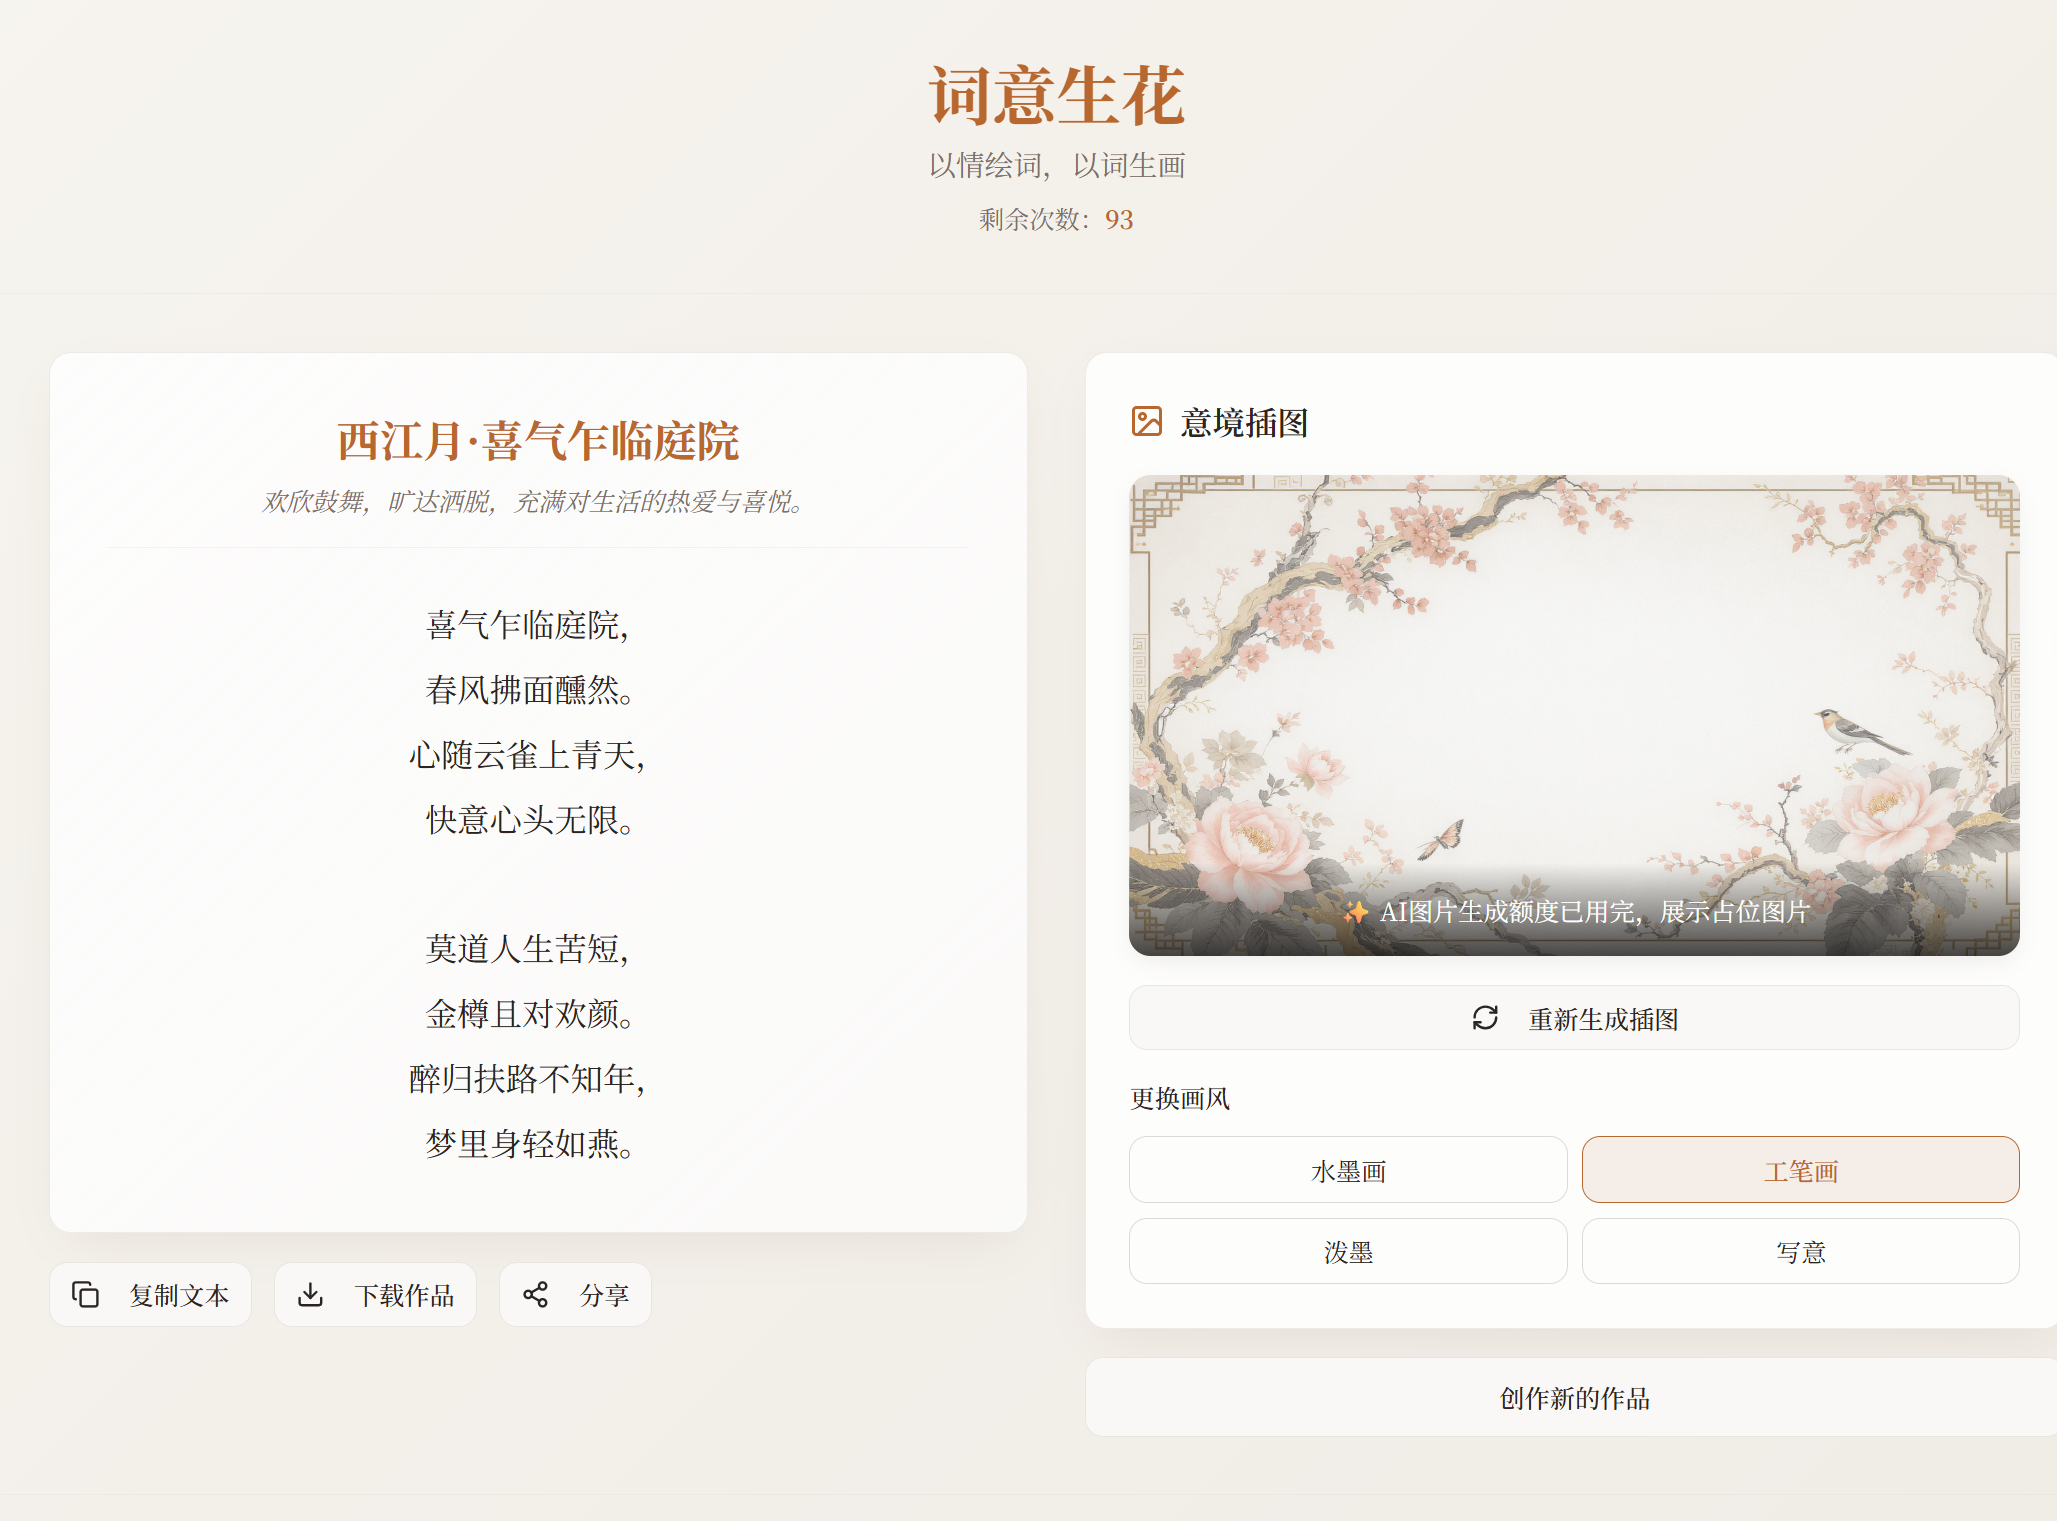 词意生花
以情绘词，以词生画
剩余次数：93
西江月·喜气乍临庭院
欢欣鼓舞，旷达洒脱，充满对生活的热爱与喜悦。
喜气乍临庭院，
春风拂面醺然。
心随云雀上青天，
快意心头无限。
莫道人生苦短，
金樽且对欢颜。
醉归扶路不知年，
梦里身轻如燕。
复制文本
下载作品
分享
意境插图
✨ AI图片生成额度已用完，展示占位图片
重新生成插图
更换画风
水墨画
工笔画
泼墨
写意
创作新的作品